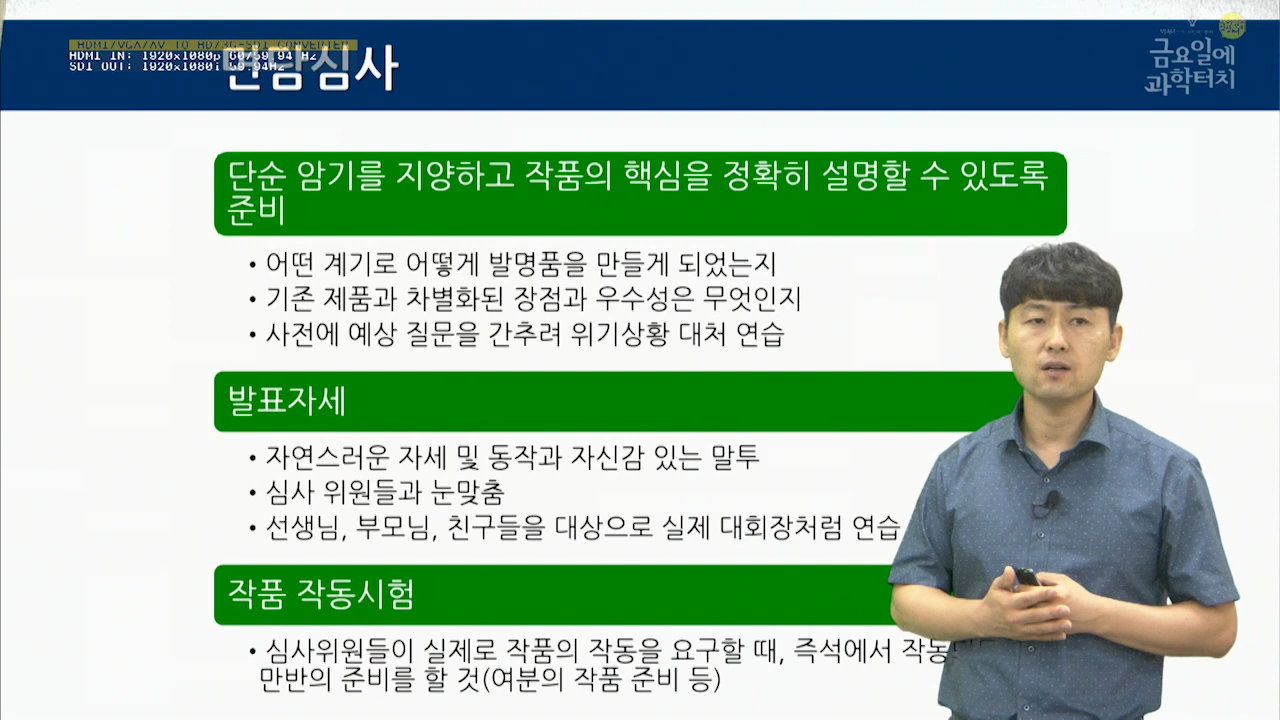 HDMI/VGA/AV TO HD/3G-SDI CONVERTER
HDMI IN: 1920x1080p 60/59.94 Hz
SDI OUT: 1920x1080i 59.94Hz
면담심사
금요일에
과학터치
단순 암기를 지양하고 작품의 핵심을 정확히 설명할 수 있도록
준비
• 어떤 계기로 어떻게 발명품을 만들게 되었는지
• 기존 제품과 차별화된 장점과 우수성은 무엇인지
• 사전에 예상 질문을 간추려 위기상황 대처 연습
발표자세
• 자연스러운 자세 및 동작과 자신감 있는 말투
• 심사 위원들과 눈맞춤
• 선생님, 부모님, 친구들을 대상으로 실제 대회장처럼 연습
작품 작동시험
• 심사위원들이 실제로 작품의 작동을 요구할 때, 즉석에서
만반의 준비를 할 것(여분의 작품 준비 등)